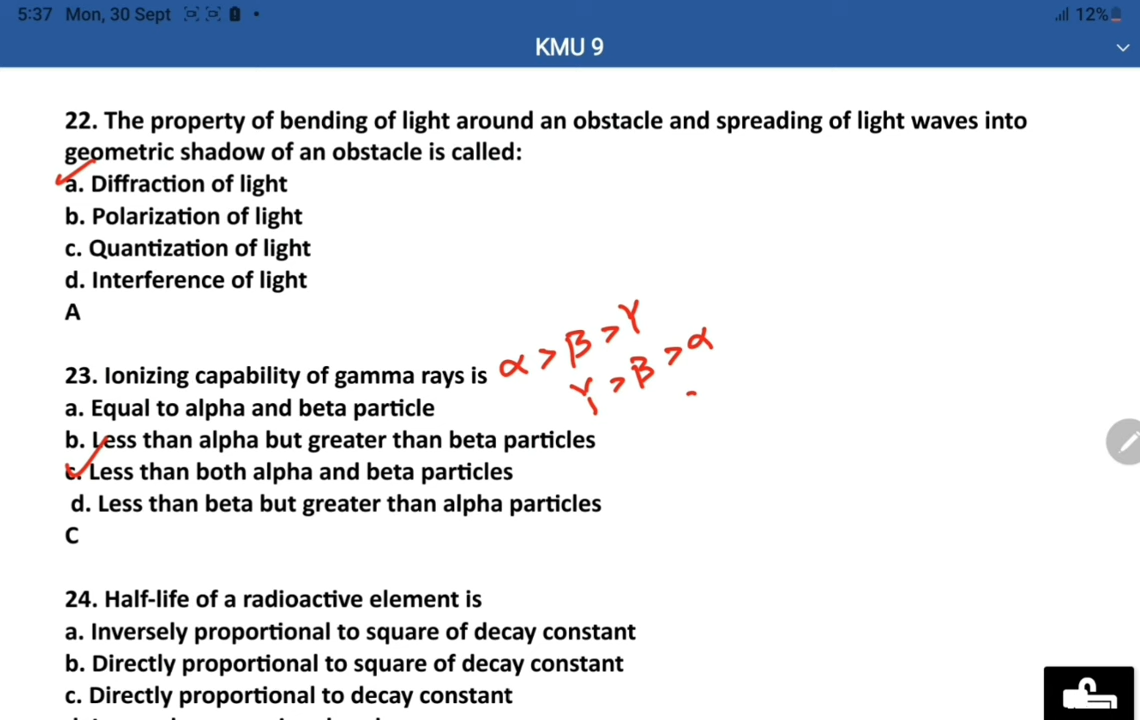 5:37 Mon, 30 Sept 12%
KMU 9
22. The property of bending of light around an obstacle and spreading of light waves into
geometric shadow of an obstacle is called:
a. Diffraction of light
b. Polarization of light
c. Quantization of light
d. Interference of light
A
α > β > γ
23. Ionizing capability of gamma rays is
γ > β > α
a. Equal to alpha and beta particle
b. Less than alpha but greater than beta particles
c. Less than both alpha and beta particles
d. Less than beta but greater than alpha particles
C
24. Half-life of a radioactive element is
a. Inversely proportional to square of decay constant
b. Directly proportional to square of decay constant
c. Directly proportional to decay constant